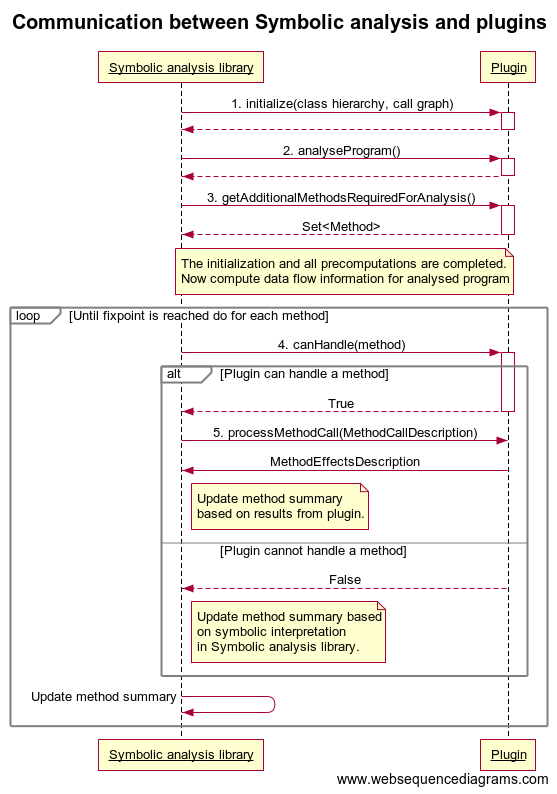 Communication between Symbolic analysis and plugins
Symbolic analysis library
Plugin
1. initialize(class hierarchy, call graph)
2. analyseProgram()
3. getAdditionalMethodsRequiredForAnalysis()
Set<Method>
The initialization and all precomputations are completed.
Now compute data flow information for analysed program
loop
[Until fixpoint is reached do for each method]
4. canHandle(method)
alt
[Plugin can handle a method]
True
5. processMethodCall(MethodCallDescription)
MethodEffectsDescription
Update method summary
based on results from plugin.
[Plugin cannot handle a method]
False
Update method summary based
on symbolic interpretation
in Symbolic analysis library.
Update method summary
Symbolic analysis library
Plugin
www.websequencediagrams.com